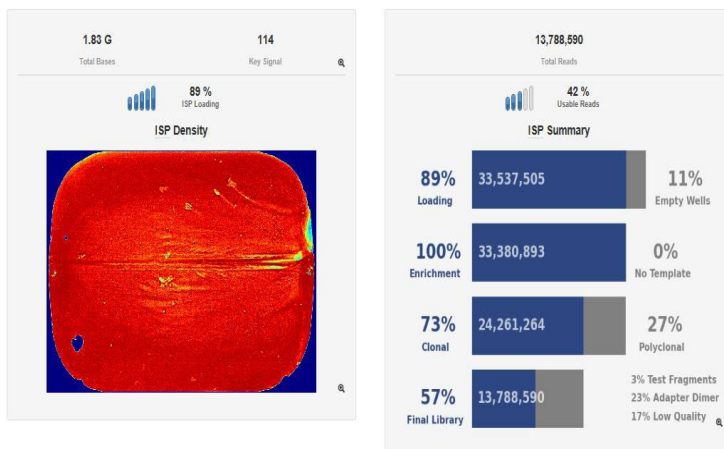 1.83 G
Total Bases
114
Key Signal
89 %
ISP Loading
ISP Density
13,788,590
Total Reads
42 %
Usable Reads
ISP Summary
89%
Loading
33,537,505
11%
Empty Wells
100%
Enrichment
33,380,893
0%
No Template
73%
Clonal
24,261,264
27%
Polyclonal
57%
Final Library
13,788,590
3% Test Fragments
23% Adapter Dimer
17% Low Quality